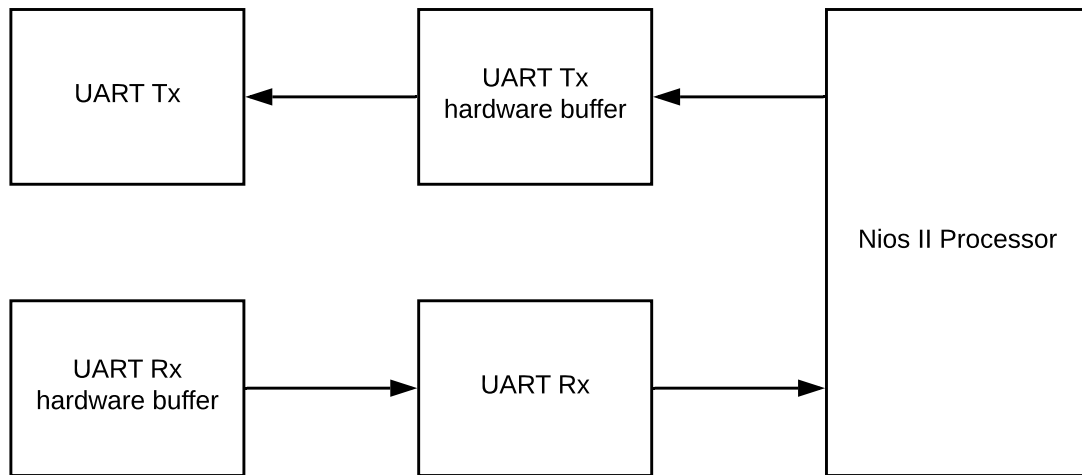 UART Tx
UART Tx
hardware buffer
Nios II Processor
UART Rx
hardware buffer
UART Rx